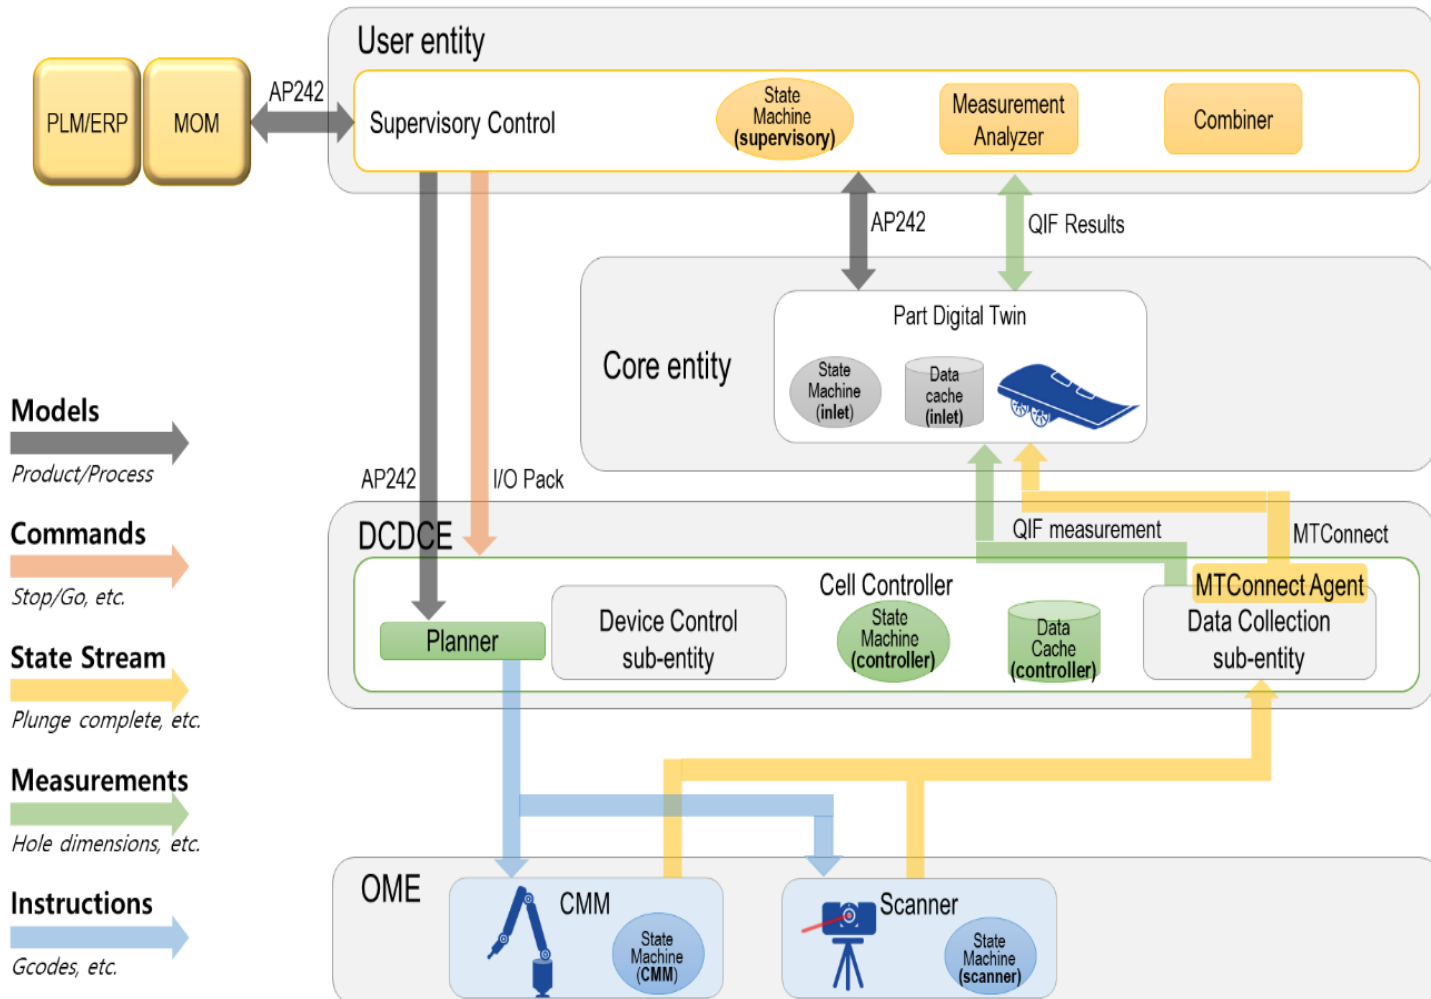 User entity
PLM/ERP
MOM
AP242
Supervisory Control
State
Machine
(supervisory)
Measurement
Analyzer
Combiner
AP242
QIF Results
Core entity
Part Digital Twin
State
Machine
(inlet)
Data
cache
(inlet)
Models
Product/Process
Commands
Stop/Go, etc.
State Stream
Plunge complete, etc.
Measurements
Hole dimensions, etc.
Instructions
Gcodes, etc.
AP242
I/O Pack
QIF measurement
MTConnect
DCDCE
Cell Controller
Planner
Device Control
sub-entity
State
Machine
(controller)
Data
Cache
(controller)
MTConnect Agent
Data Collection
sub-entity
OME
CMM
State
Machine
(CMM)
Scanner
State
Machine
(scanner)